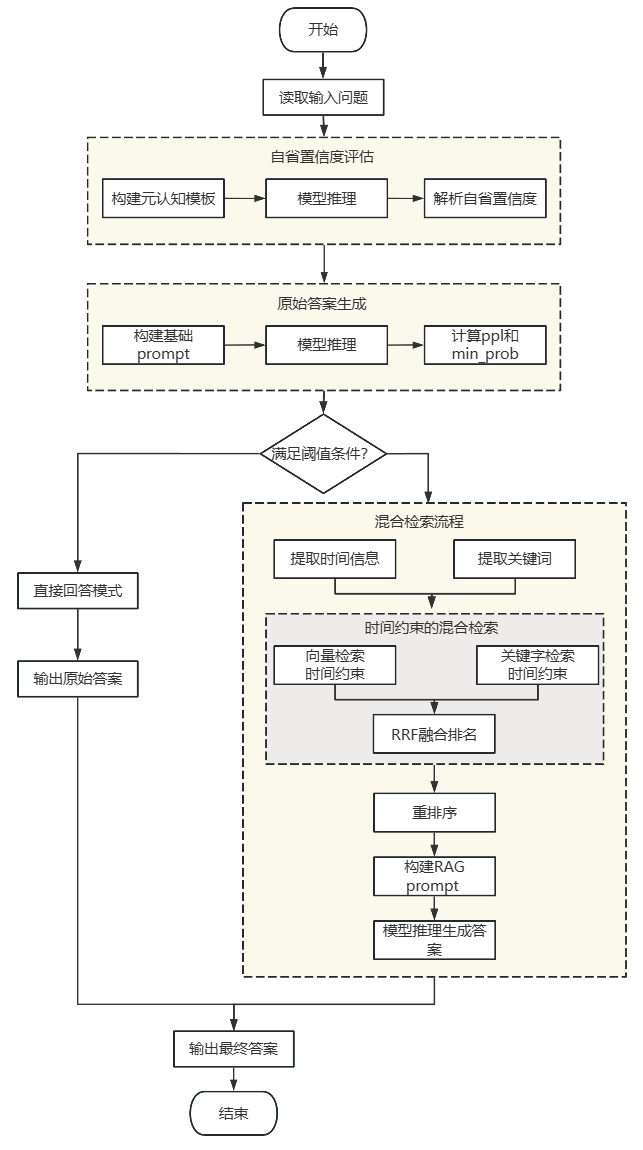 开始
读取输入问题
自省置信度评估
构建元认知模板
模型推理
解析自省置信度
原始答案生成
构建基础
prompt
模型推理
计算ppl和
min_prob
满足阈值条件?
混合检索流程
提取时间信息
提取关键词
时间约束的混合检索
向量检索
时间约束
关键字检索
时间约束
RRF融合排名
重排序
构建RAG
prompt
模型推理生成答
案
直接回答模式
输出原始答案
输出最终答案
结束